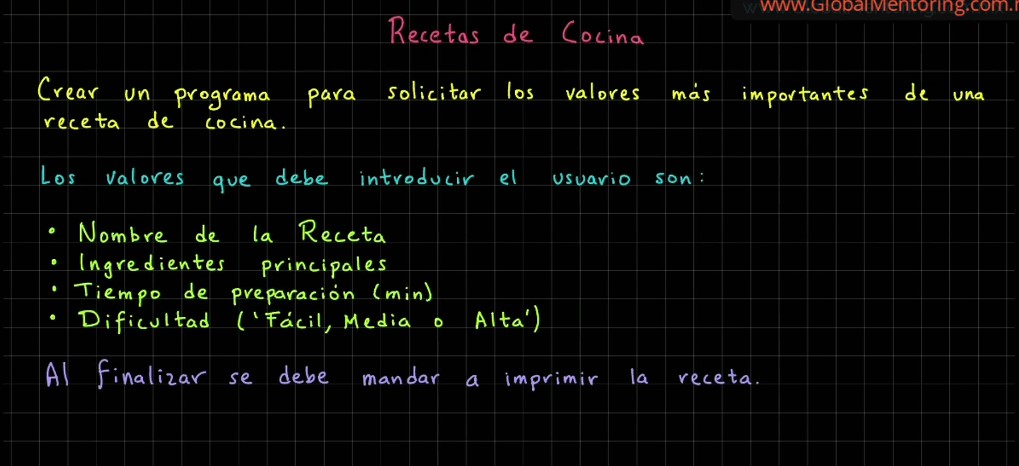 www.GlobalMentoring.com.
Recetas de Cocina
Crear un programa para solicitar los valores más importantes de una
receta de cocina.
Los valores que debe introducir el usuario son:
• Nombre de la Receta
• Ingredientes principales
• Tiempo de preparación (min)
• Dificultad ('Fácil, Media o Alta')
Al finalizar se debe mandar a imprimir la receta.